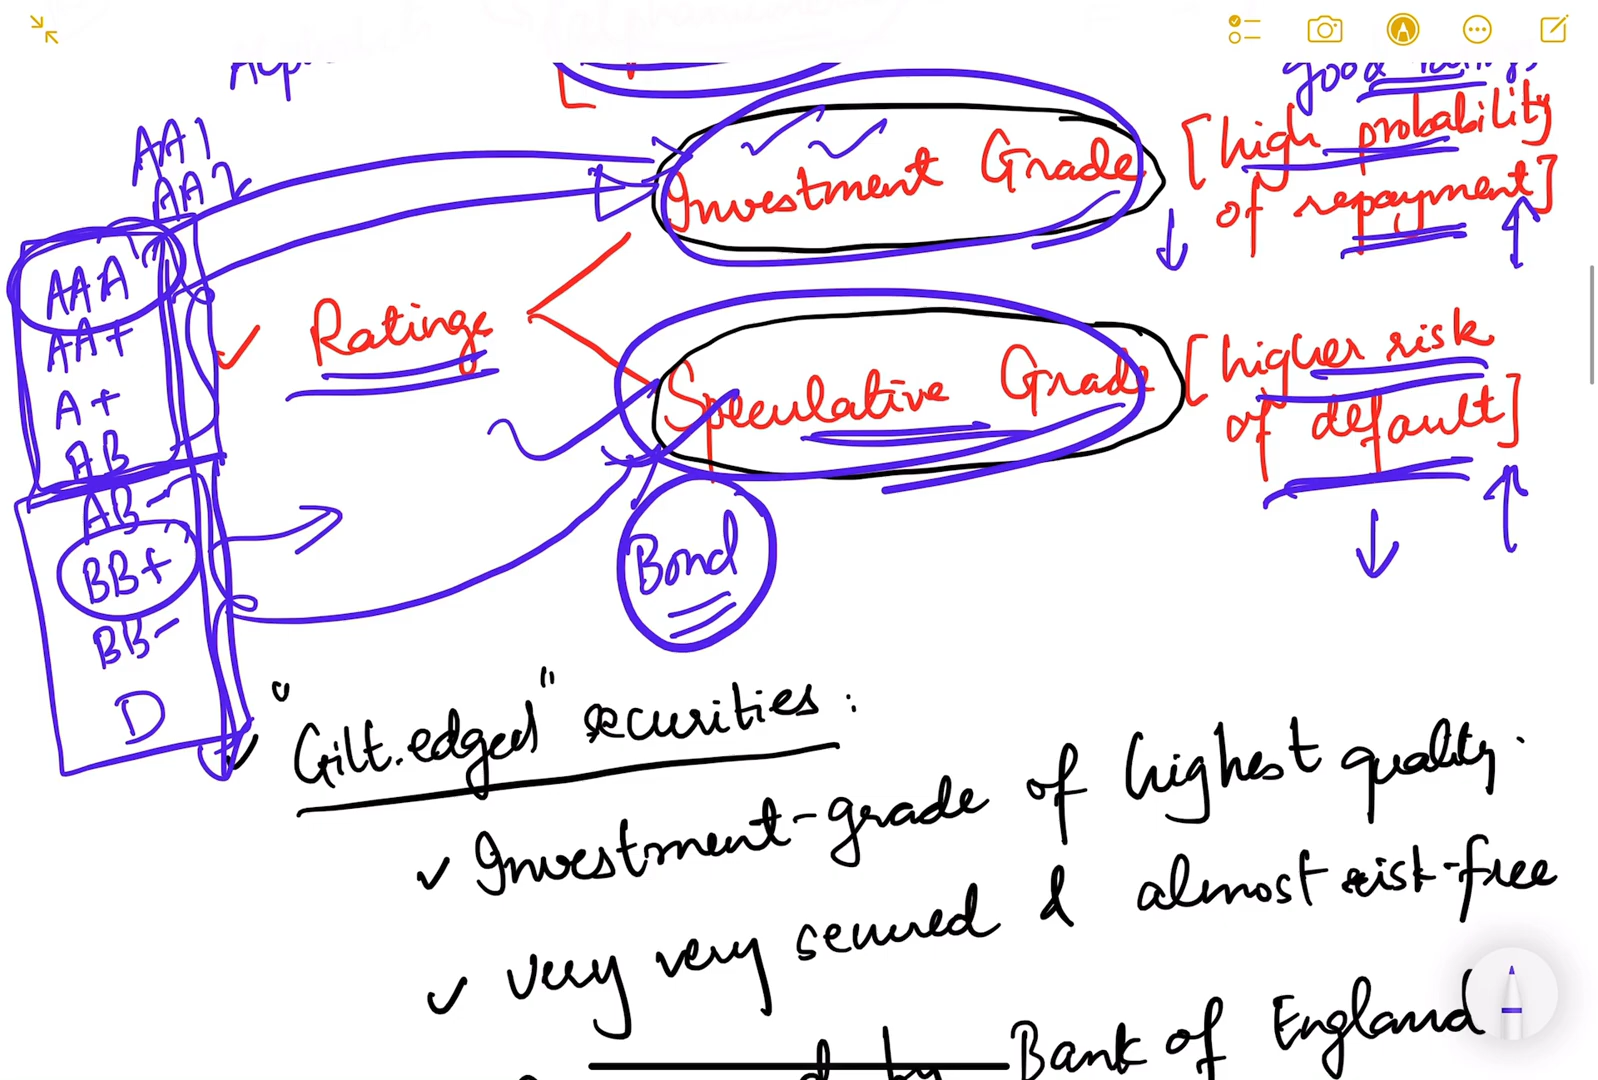 good
AA1
AA2
Investment Grade [high probability
of repayment]
AAA
AA+
A+
AB
AB-
BB+
BB-
D
Ratings
Speculative Grade [higher risk
of default]
Bond
"Gilt.edged" securities:
✓ Investment-grade of highest quality.
✓ very very secured & almost risk-free
by Bank of England